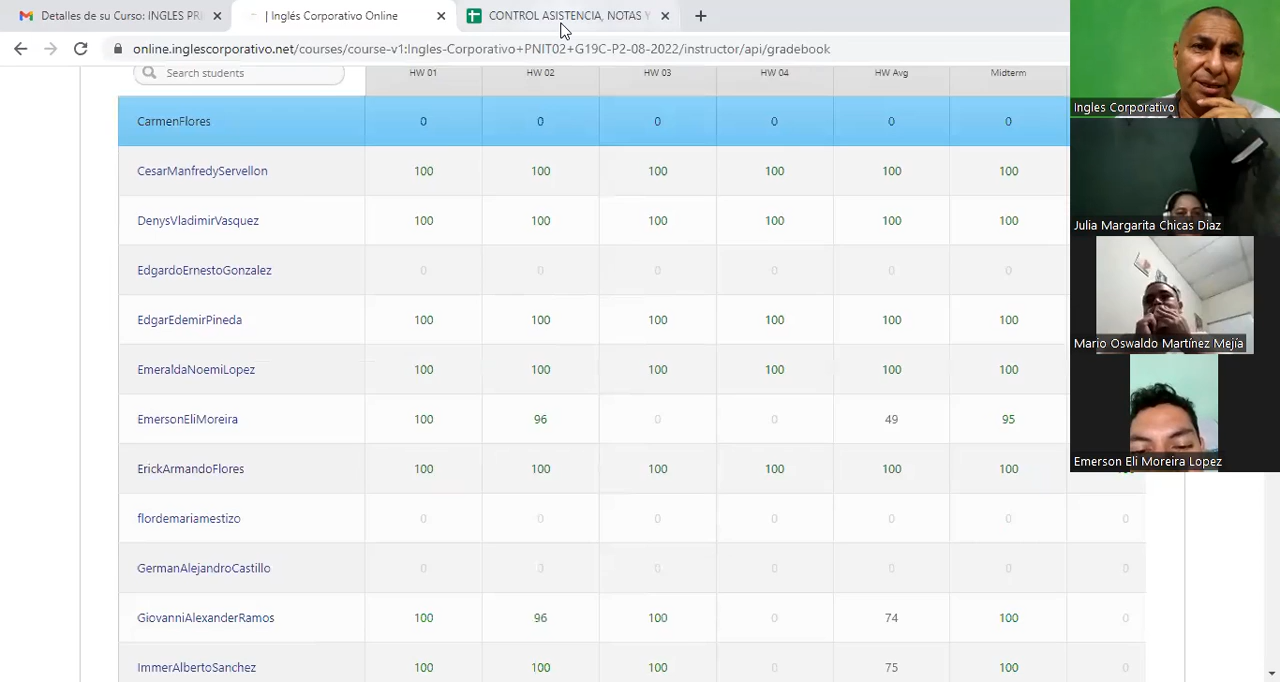 Detalles de su Curso: INGLES PR
| Inglés Corporativo Online
CONTROL ASISTENCIA, NOTAS Y
online.inglescorporativo.net/courses/course-v1:Ingles-Corporativo+PNIT02+G19C-P2-08-2022/instructor/api/gradebook
Search students HW 01 HW 02 HW 03 HW 04 HW Avg Midterm
CarmenFlores 0 0 0 0 0 0
CesarManfredyServellon 100 100 100 100 100 100
DenysVladimirVasquez 100 100 100 100 100 100
EdgardoErnestoGonzalez 0 0 0 0 0 0
EdgarEdemirPineda 100 100 100 100 100 100
EmeraldaNoemiLopez 100 100 100 100 100 100
EmersonEliMoreira 100 96 0 0 49 95
ErickArmandoFlores 100 100 100 100 100 100
flordemariamestizo 0 0 0 0 0 0 0
GermanAlejandroCastillo 0 0 0 0 0 0 0
GiovanniAlexanderRamos 100 96 100 0 74 100 0
ImmerAlbertoSanchez 100 100 100 0 75 100 0
Ingles Corporativo
Julia Margarita Chicas Diaz
Mario Oswaldo Martínez Mejía
Emerson Eli Moreira Lopez